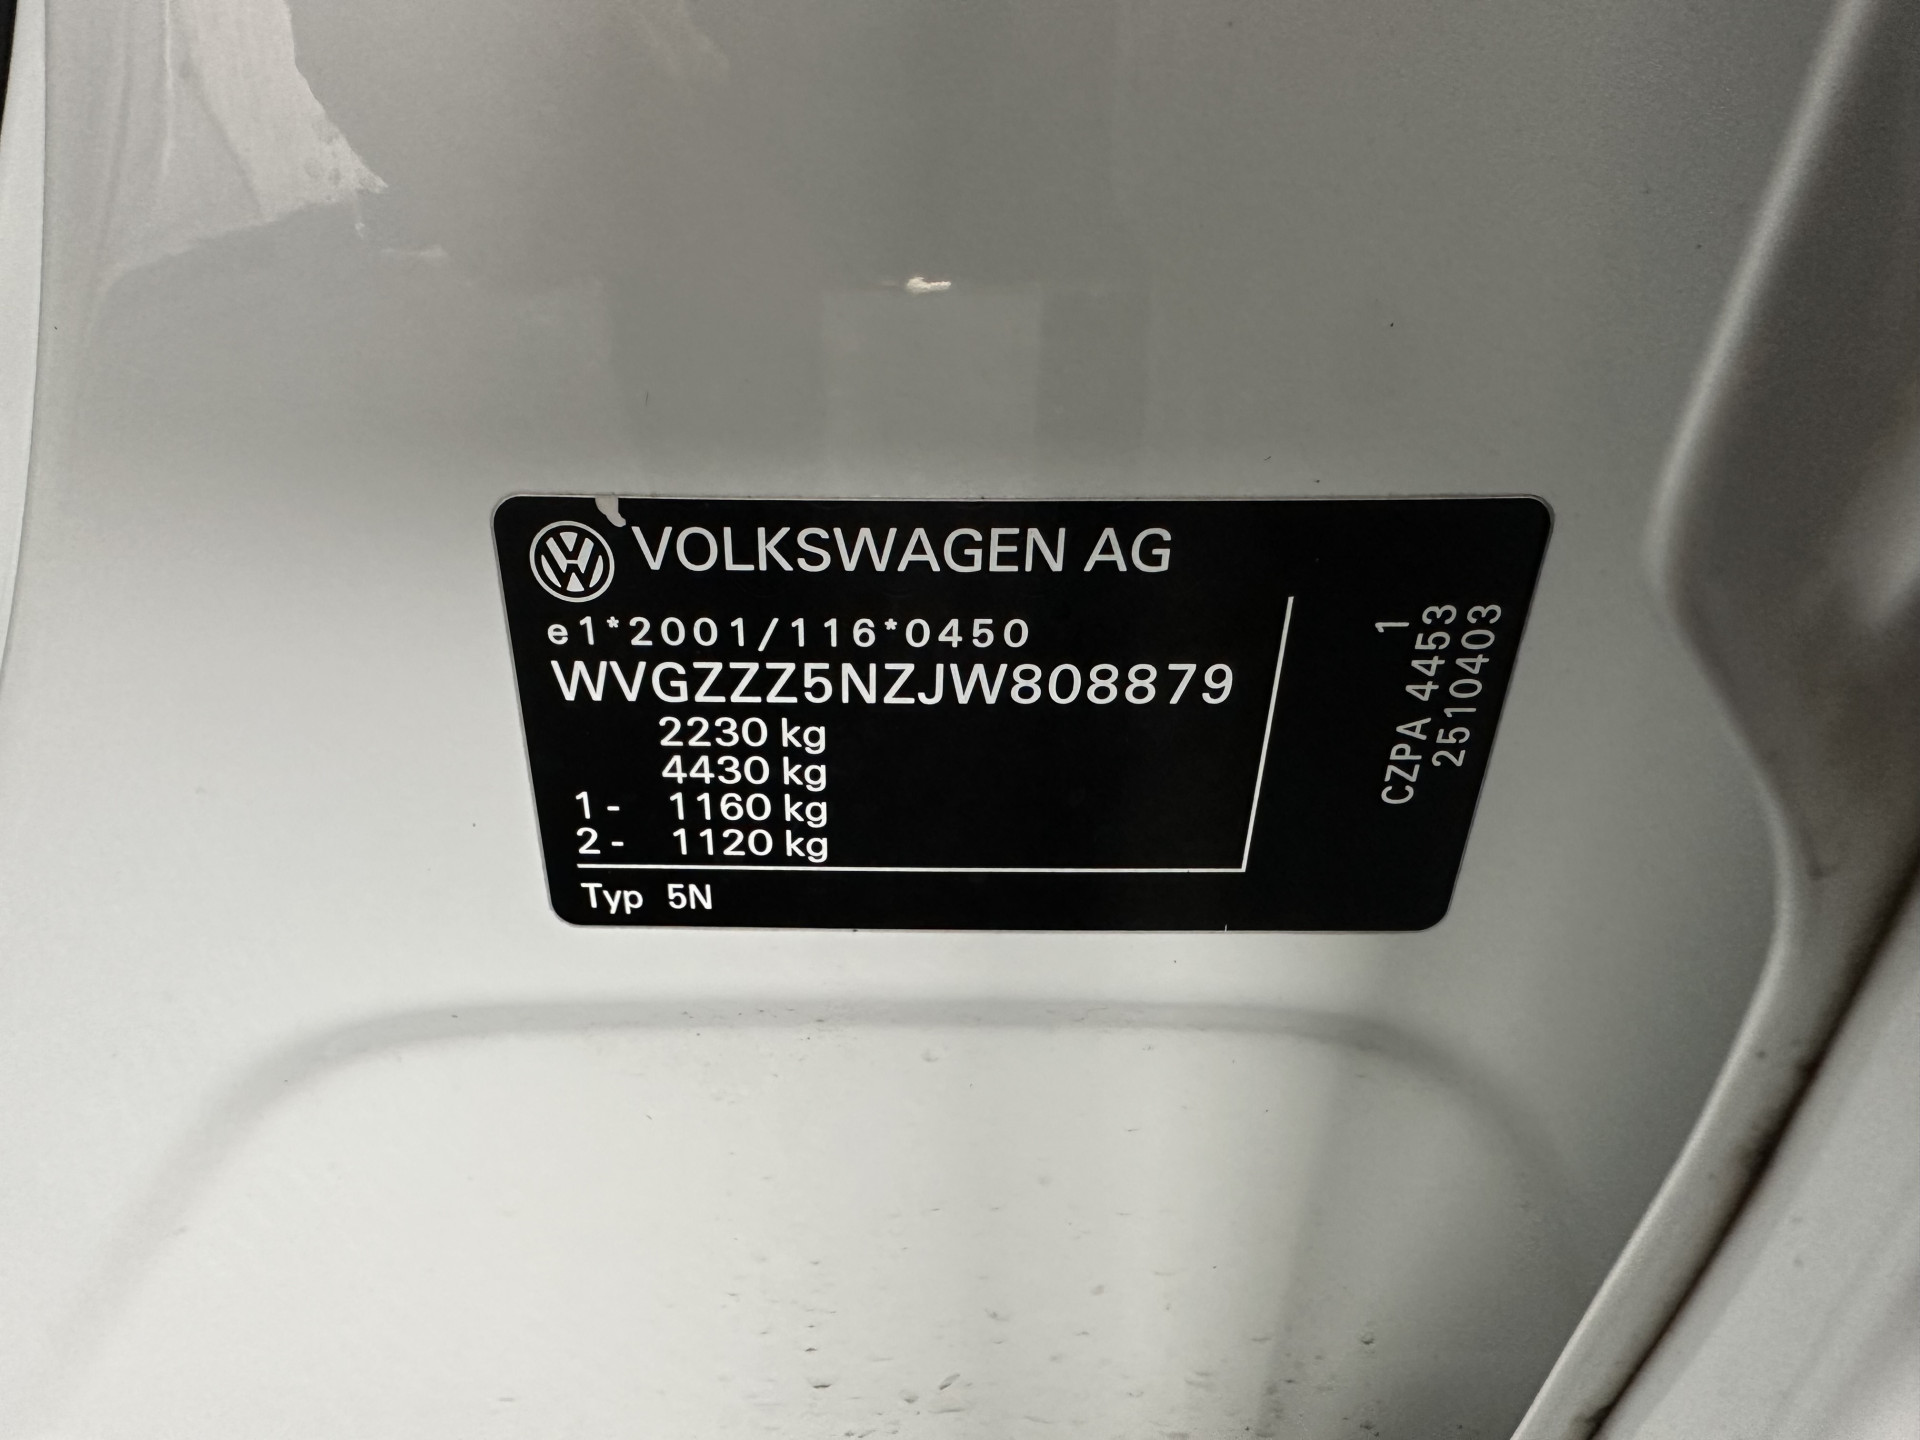 VOLKSWAGEN AG
e1*2001/116*0450
WVGZZZ5NZJW808879
2230 kg
4430 kg
1- 1160 kg
2- 1120 kg
Typ 5N
1
CZPA 4453
2510403